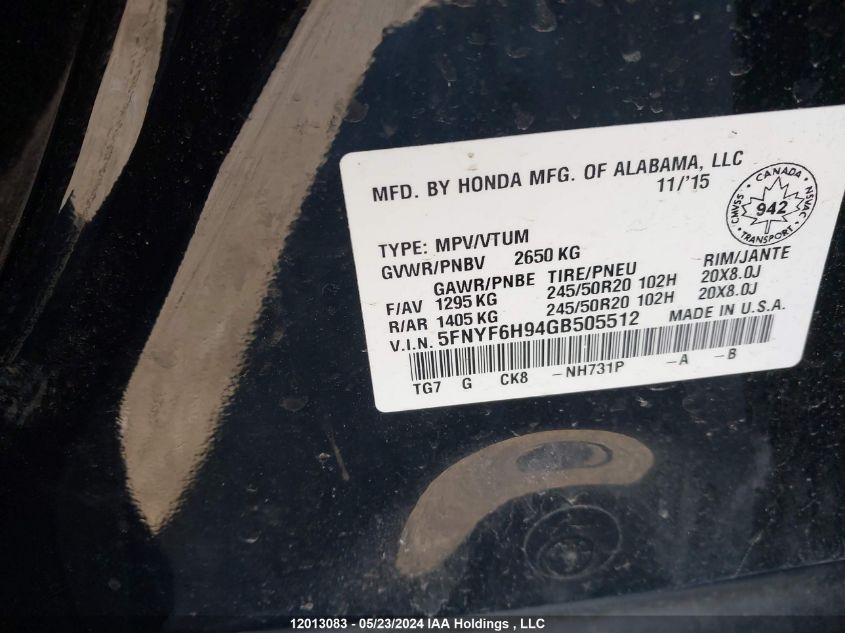 MFD. BY HONDA MFG. OF ALABAMA, LLC
11/'15
CANADA
CMVSS 942 NSVAC
TRANSPORT
TYPE: MPV/VTUM
GVWR/PNBV 2650 KG
GAWR/PNBE TIRE/PNEU RIM/JANTE
F/AV 1295 KG 245/50R20 102H 20X8.0J
R/AR 1405 KG 245/50R20 102H 20X8.0J
V.I.N. 5FNYF6H94GB505512 MADE IN U.S.A.
TG7 G CK8 -NH731P -A -B
12013083 - 05/23/2024 IAA Holdings , LLC